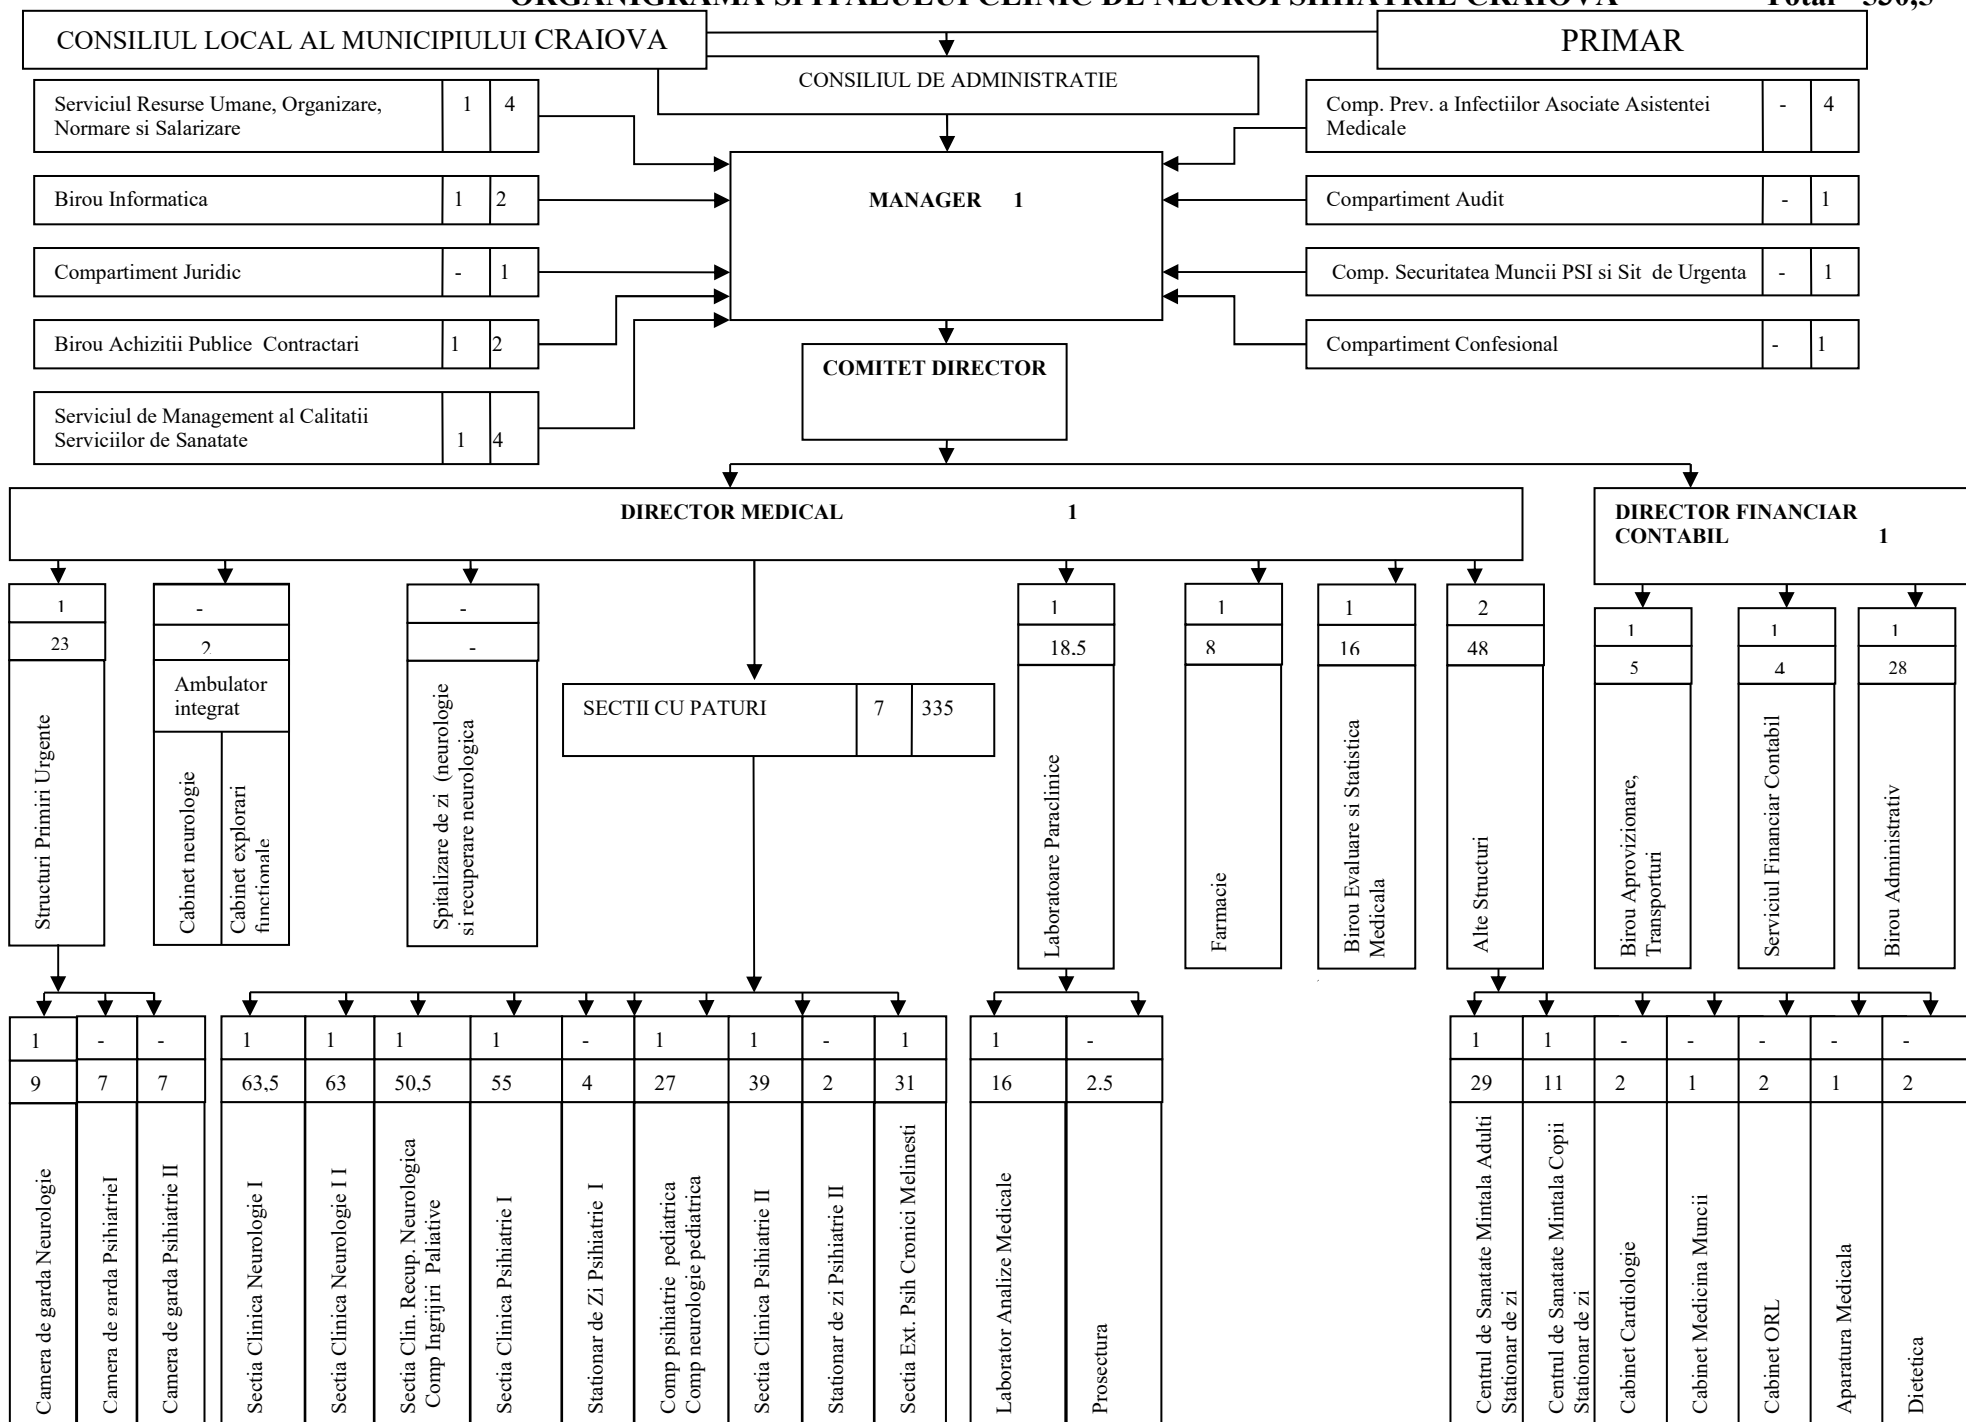 ORGANIGRAMA SPITALULUI CLINIC DE NEUROPSIHIATRIE CRAIOVA
CONSILIUL LOCAL AL MUNICIPIULUI CRAIOVA
PRIMAR
CONSILIUL DE ADMINISTRATIE
Serviciul Resurse Umane, Organizare, 1 4
Normare si Salarizare
Comp. Prev. a Infectiilor Asociate Asistentei - 4
Medicale
Birou Informatica 1 2
MANAGER 1
Compartiment Audit - 1
Compartiment Juridic - 1
Comp. Securitatea Muncii PSI si Sit de Urgenta - 1
Birou Achizitii Publice Contractari 1 2
Compartiment Confesional - 1
COMITET DIRECTOR
Serviciul de Management al Calitatii
Serviciilor de Sanatate 1 4
DIRECTOR MEDICAL 1
DIRECTOR FINANCIAR
CONTABIL 1
1
23
Structuri Primiri Urgente
-
2
Ambulator
integrat
Cabinet neurologie
Cabinet explorari
functionale
-
-
Spitalizare de zi (neurologie
si recuperare neurologica
SECTII CU PATURI 7 335
1
18.5
Laboratoare Paraclinice
1
8
Farmacie
1
16
Birou Evaluare si Statistica
Medicala
2
48
Alte Structuri
1
5
Birou Aprovizionare,
Transporturi
1
4
Serviciul Financiar Contabil
1
28
Birou Administrativ
1
9
Camera de garda Neurologie
-
7
Camera de garda PsihiatrieI
-
7
Camera de garda Psihiatrie II
1
63,5
Sectia Clinica Neurologie I
1
63
Sectia Clinica Neurologie I I
1
50,5
Sectia Clin. Recup. Neurologica
Comp Ingrijiri Paliative
1
55
Sectia Clinica Psihiatrie I
-
4
Stationar de Zi Psihiatrie I
1
27
Comp psihiatrie pediatrica
Comp neurologie pediatrica
1
39
Sectia Clinica Psihiatrie II
-
2
Stationar de zi Psihiatrie II
1
31
Sectia Ext. Psih Cronici Melinesti
1
16
Laborator Analize Medicale
-
2.5
Prosectura
1
29
Centrul de Sanatate Mintala Adulti
Stationar de zi
1
11
Centrul de Sanatate Mintala Copii
Stationar de zi
-
2
Cabinet Cardiologie
-
1
Cabinet Medicina Muncii
-
2
Cabinet ORL
-
1
Aparatura Medicala
-
2
Dietetica